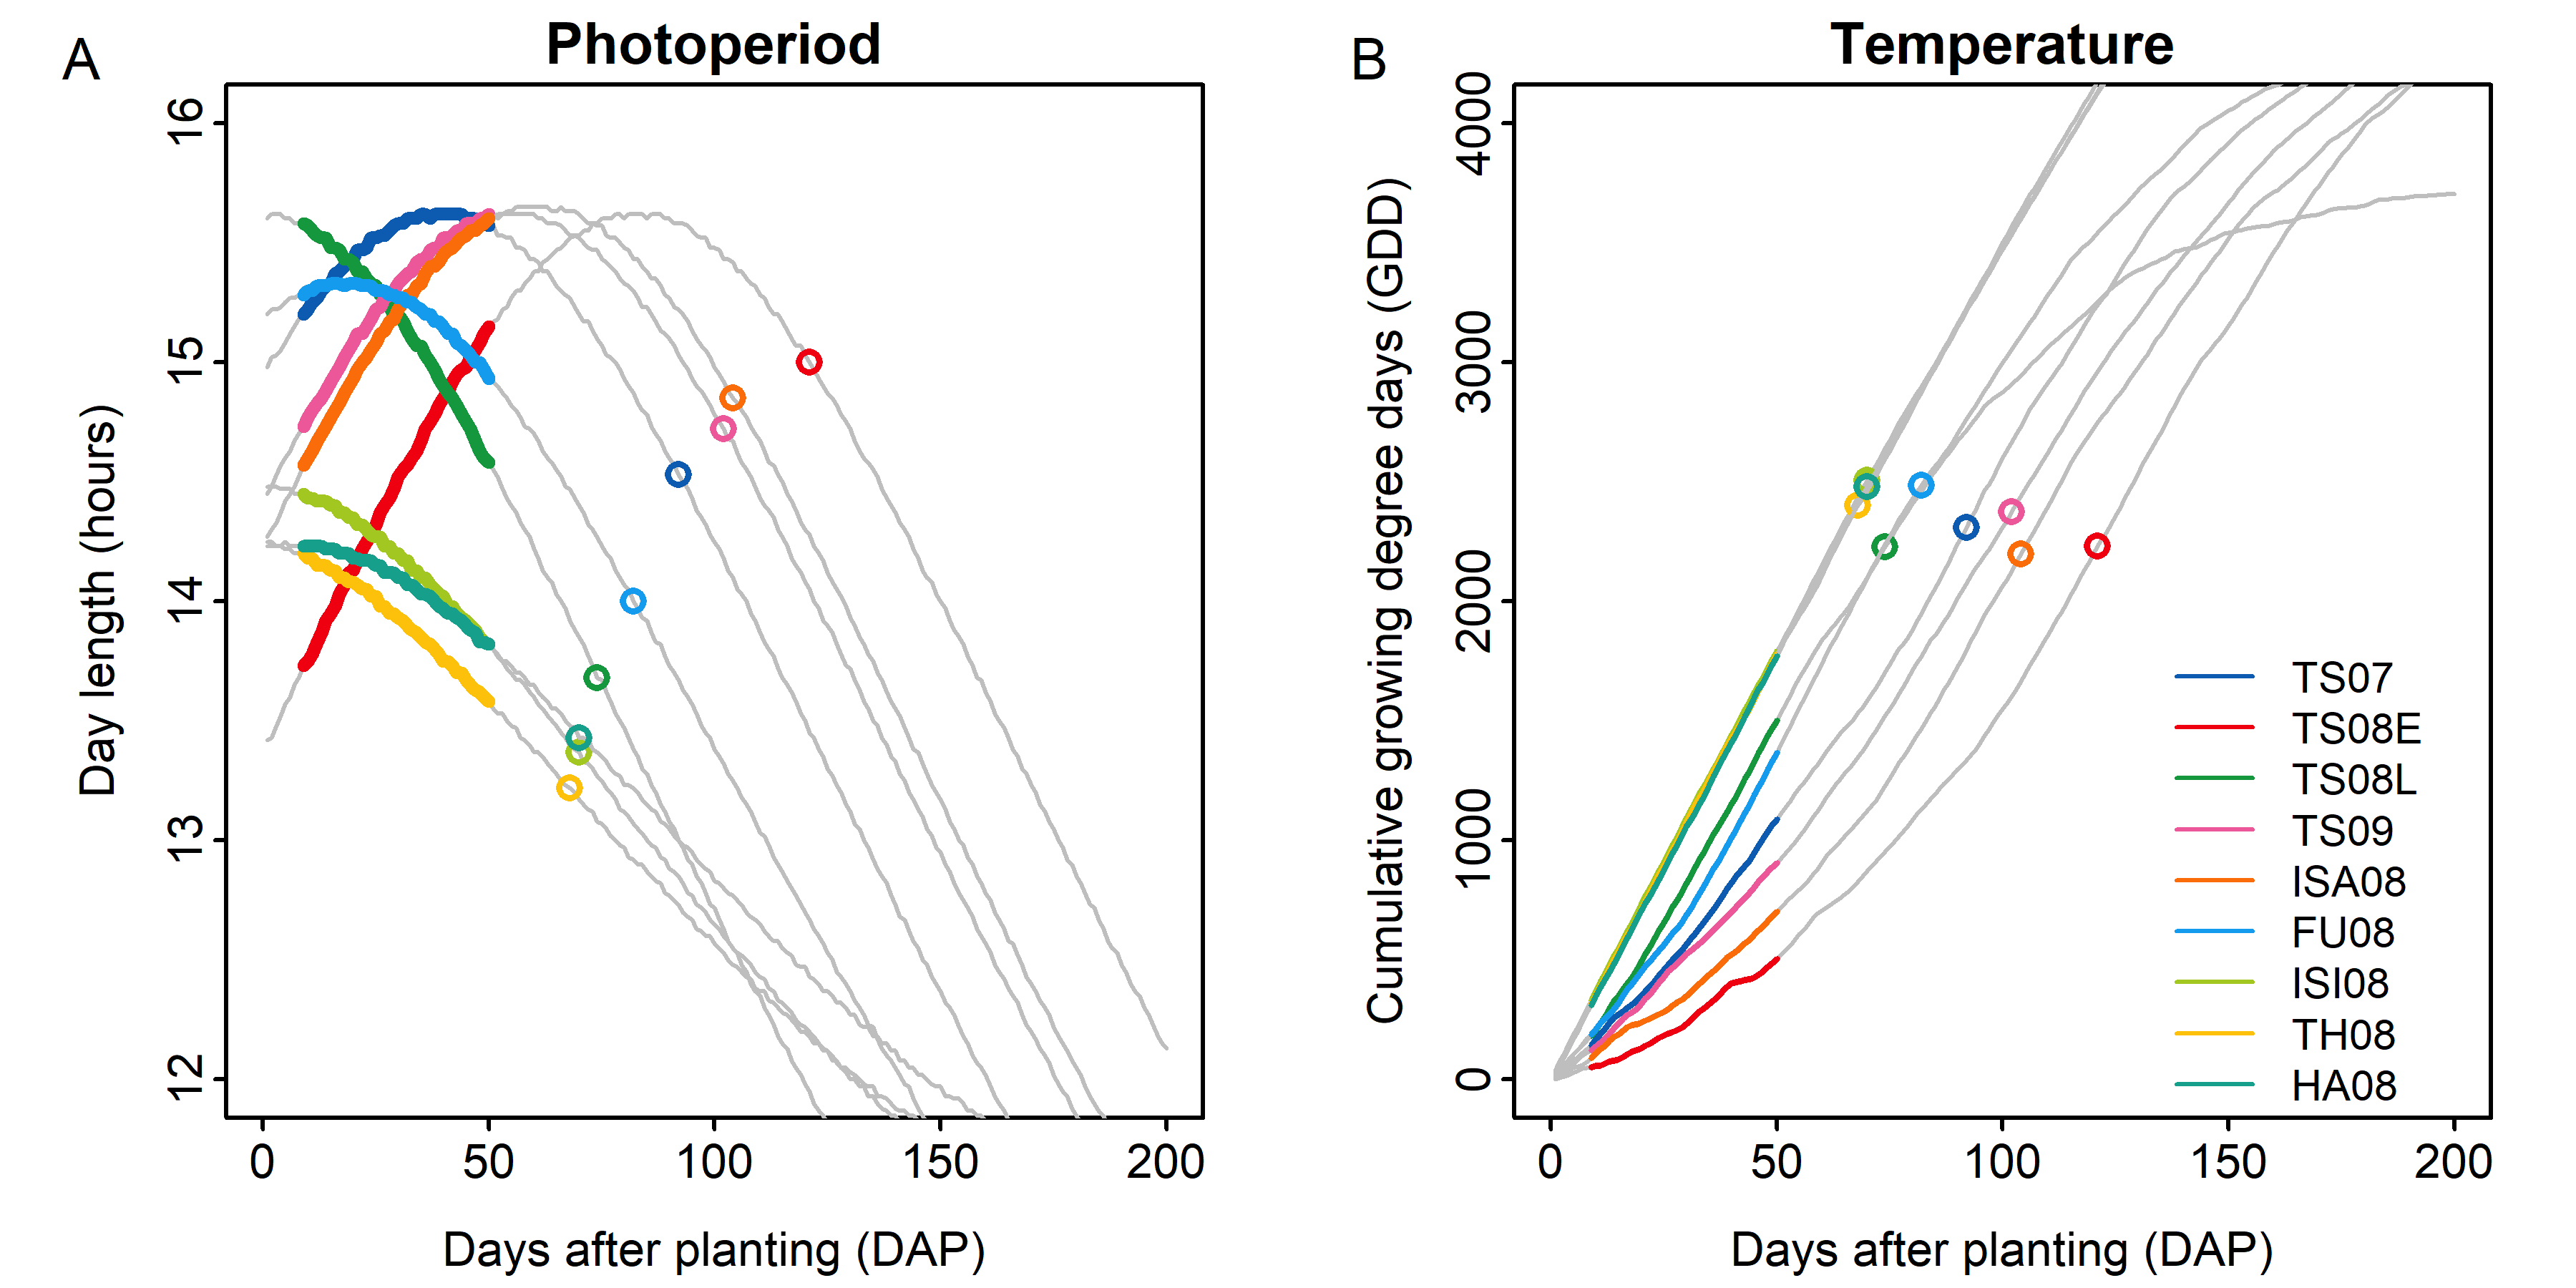 A
Photoperiod
Day length (hours)
16
15
14
13
12
0 50 100 150 200
Days after planting (DAP)
B
Temperature
Cumulative growing degree days (GDD)
4000
3000
2000
1000
0
TS07
TS08E
TS08L
TS09
ISA08
FU08
ISI08
TH08
HA08
0 50 100 150 200
Days after planting (DAP)